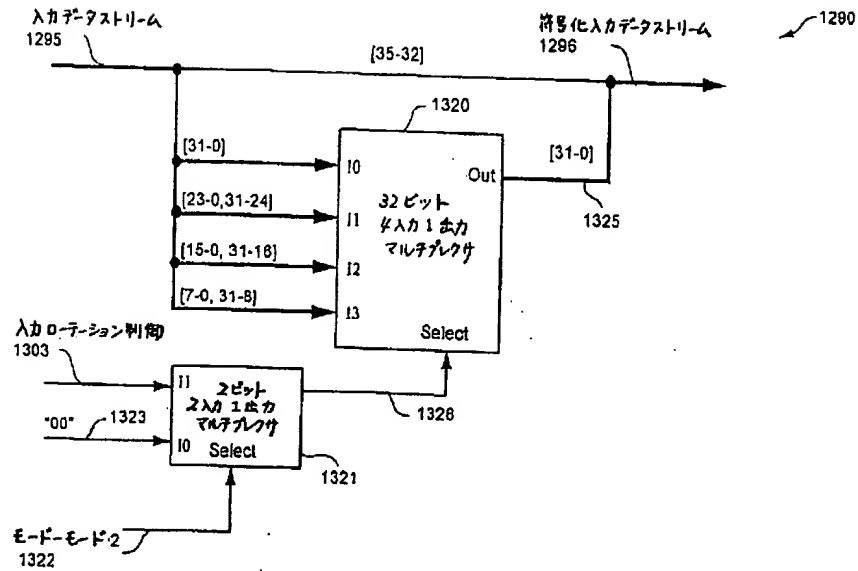 入力データストリーム
1295
符号化入力データストリーム
1296
1290
[35-32]
1320
[31-0]
I0
Out
[31-0]
[23-0,31-24]
I1
32ビット
4入力1出力
マルチプレクサ
1325
[15-0, 31-16]
I2
[7-0, 31-8]
I3
Select
入力ローテーション制御
1303
I1
2ビット
2入力1出力
マルチプレクサ
1326
"00"
1323
I0
Select
1321
モードーモード・2
1322